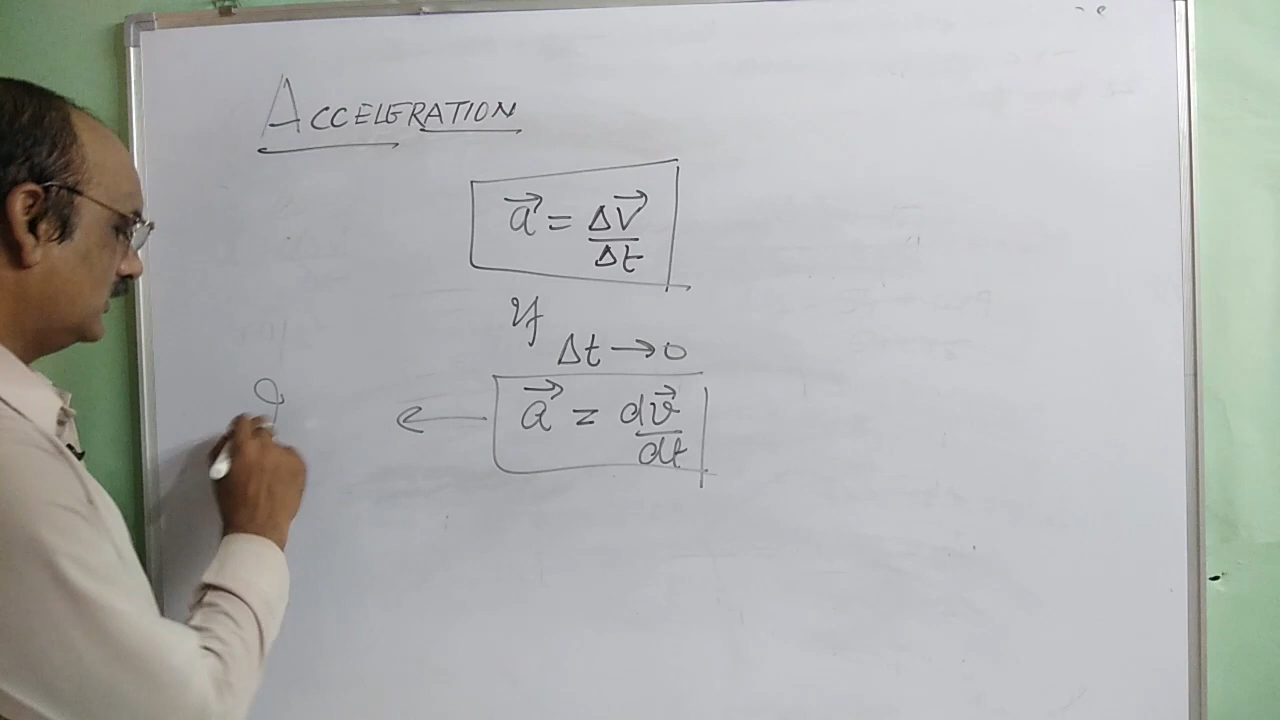 ACCELERATION
a⃗ = Δv⃗/Δt
If
Δt → 0
← a⃗ = dv⃗/dt